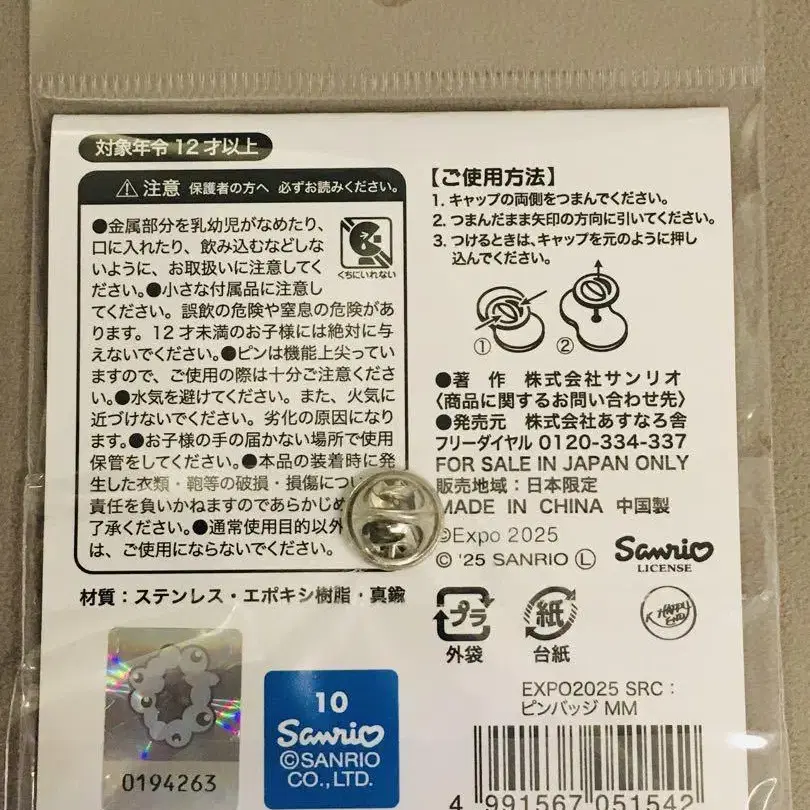 対象年令12才以上
注意 保護者の方へ 必ずお読みください。
●金属部分を乳幼児がなめたり、
口に入れたり、飲み込むなどしな
いように、お取扱いに注意してく
ださい。●小さな付属品に注意し
てください。誤飲の危険や窒息の危険があ
ります。12才未満のお子様には絶対に与
えないでください。●ピンは機能上尖ってい
ますので、ご使用の際は十分ご注意くださ
い。●水気を避けてください。また、火気に
近づけないでください。劣化の原因になりま
す。●お子様の手の届かない場所で使用
保管をしてください。●本品の装着時に発
生した衣類・鞄等の破損・損傷につい
責任を負いかねますのであらかじめ
了承ください。●通常使用目的以外
は、ご使用にならないでください。
くちにいれない
材質：ステンレス・エポキシ樹脂・真鍮
【ご使用方法】
1. キャップの両側をつまんでください。
2. つまんだまま矢印の方向に引いてください。
3. つけるときは、キャップを元のように押し
込んでください。
① ②
●著 作 株式会社サンリオ
〈商品に関するお問い合わせ先〉
●発売元 株式会社あすなろ舎
フリーダイヤル 0120-334-337
FOR SALE IN JAPAN ONLY
販売地域：日本限定
MADE IN CHINA 中国製
©Expo 2025
© '25 SANRIO Ⓛ
Sanrio
LICENSE
プラ
外袋
紙
台紙
HAPPY
END
0194263
10
Sanrio
©SANRIO
CO., LTD.
EXPO2025 SRC：
ピンバッジ MM
4 991567 051542